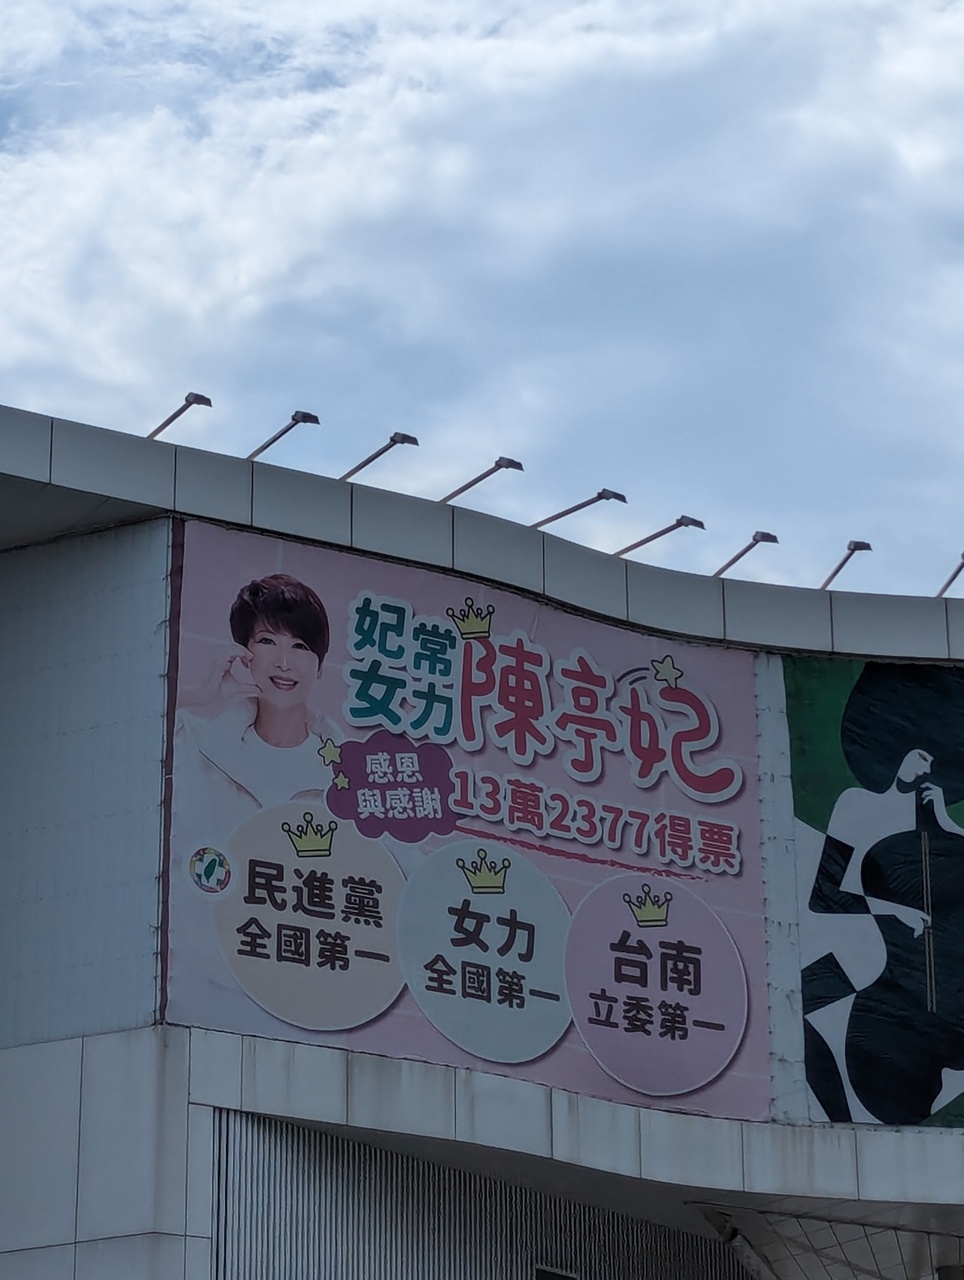 妃常
女力
陳亭妃
感恩
與感謝
13萬2377得票
民進黨
全國第一
女力
全國第一
台南
立委第一